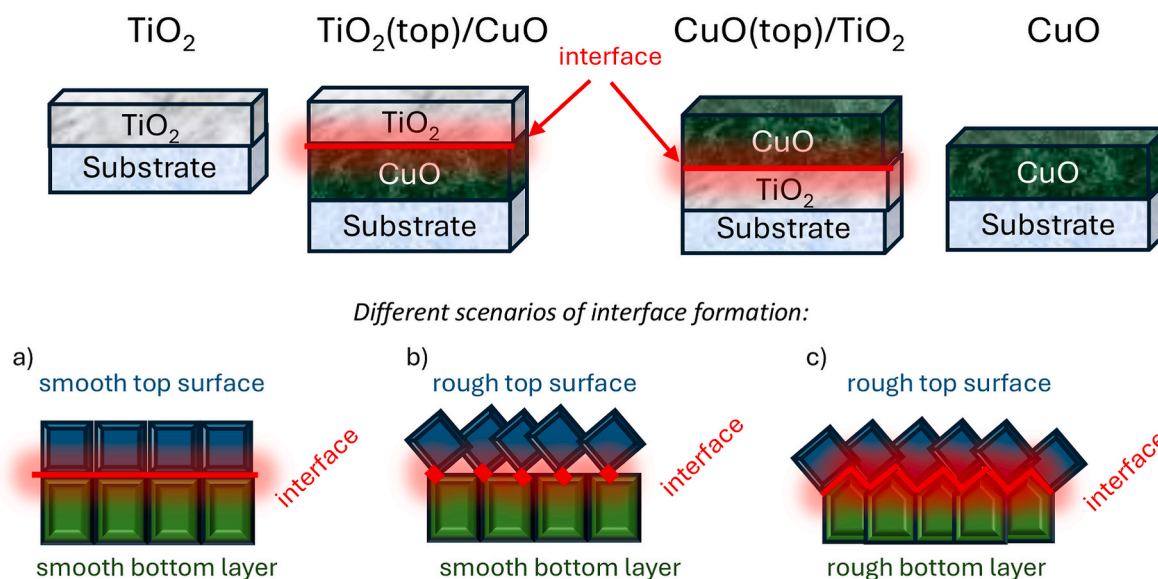 TiO₂
TiO₂(top)/CuO
CuO(top)/TiO₂
CuO
interface
TiO₂
Substrate
TiO₂
CuO
Substrate
CuO
TiO₂
Substrate
CuO
Substrate
Different scenarios of interface formation:
a)
smooth top surface
interface
smooth bottom layer
b)
rough top surface
interface
smooth bottom layer
c)
rough top surface
interface
rough bottom layer